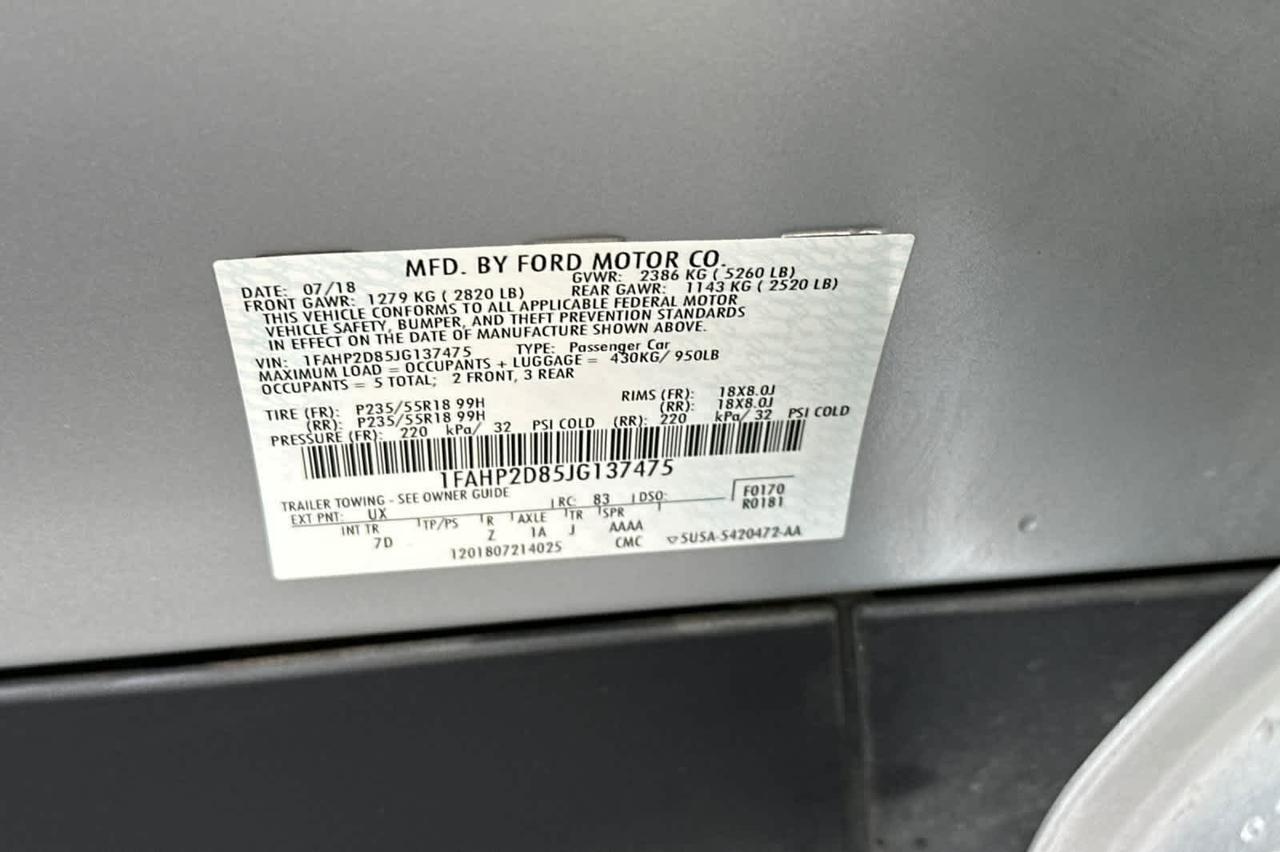 MFD. BY FORD MOTOR CO.
DATE: 07/18 GVWR: 2386 KG ( 5260 LB)
FRONT GAWR: 1279 KG ( 2820 LB) REAR GAWR: 1143 KG ( 2520 LB)
THIS VEHICLE CONFORMS TO ALL APPLICABLE FEDERAL MOTOR
VEHICLE SAFETY, BUMPER, AND THEFT PREVENTION STANDARDS
IN EFFECT ON THE DATE OF MANUFACTURE SHOWN ABOVE.
VIN: 1FAHP2D85JG137475 TYPE: Passenger Car
MAXIMUM LOAD = OCCUPANTS + LUGGAGE = 430KG/ 950LB
OCCUPANTS = 5 TOTAL; 2 FRONT, 3 REAR
TIRE (FR): P235/55R18 99H RIMS (FR): 18X8.0J
(RR): P235/55R18 99H (RR): 18X8.0J
PRESSURE (FR): 220 kPa/ 32 PSI COLD (RR): 220 kPa/ 32 PSI COLD
1FAHP2D85JG137475
TRAILER TOWING - SEE OWNER GUIDE
EXT PNT: UX RC: 83 DSO: F0170
R0181
INT TR TP/PS R AXLE TR SPR
7D Z 1A J AAAA
1201807214025 CMC ▽5USA-5420472-AA